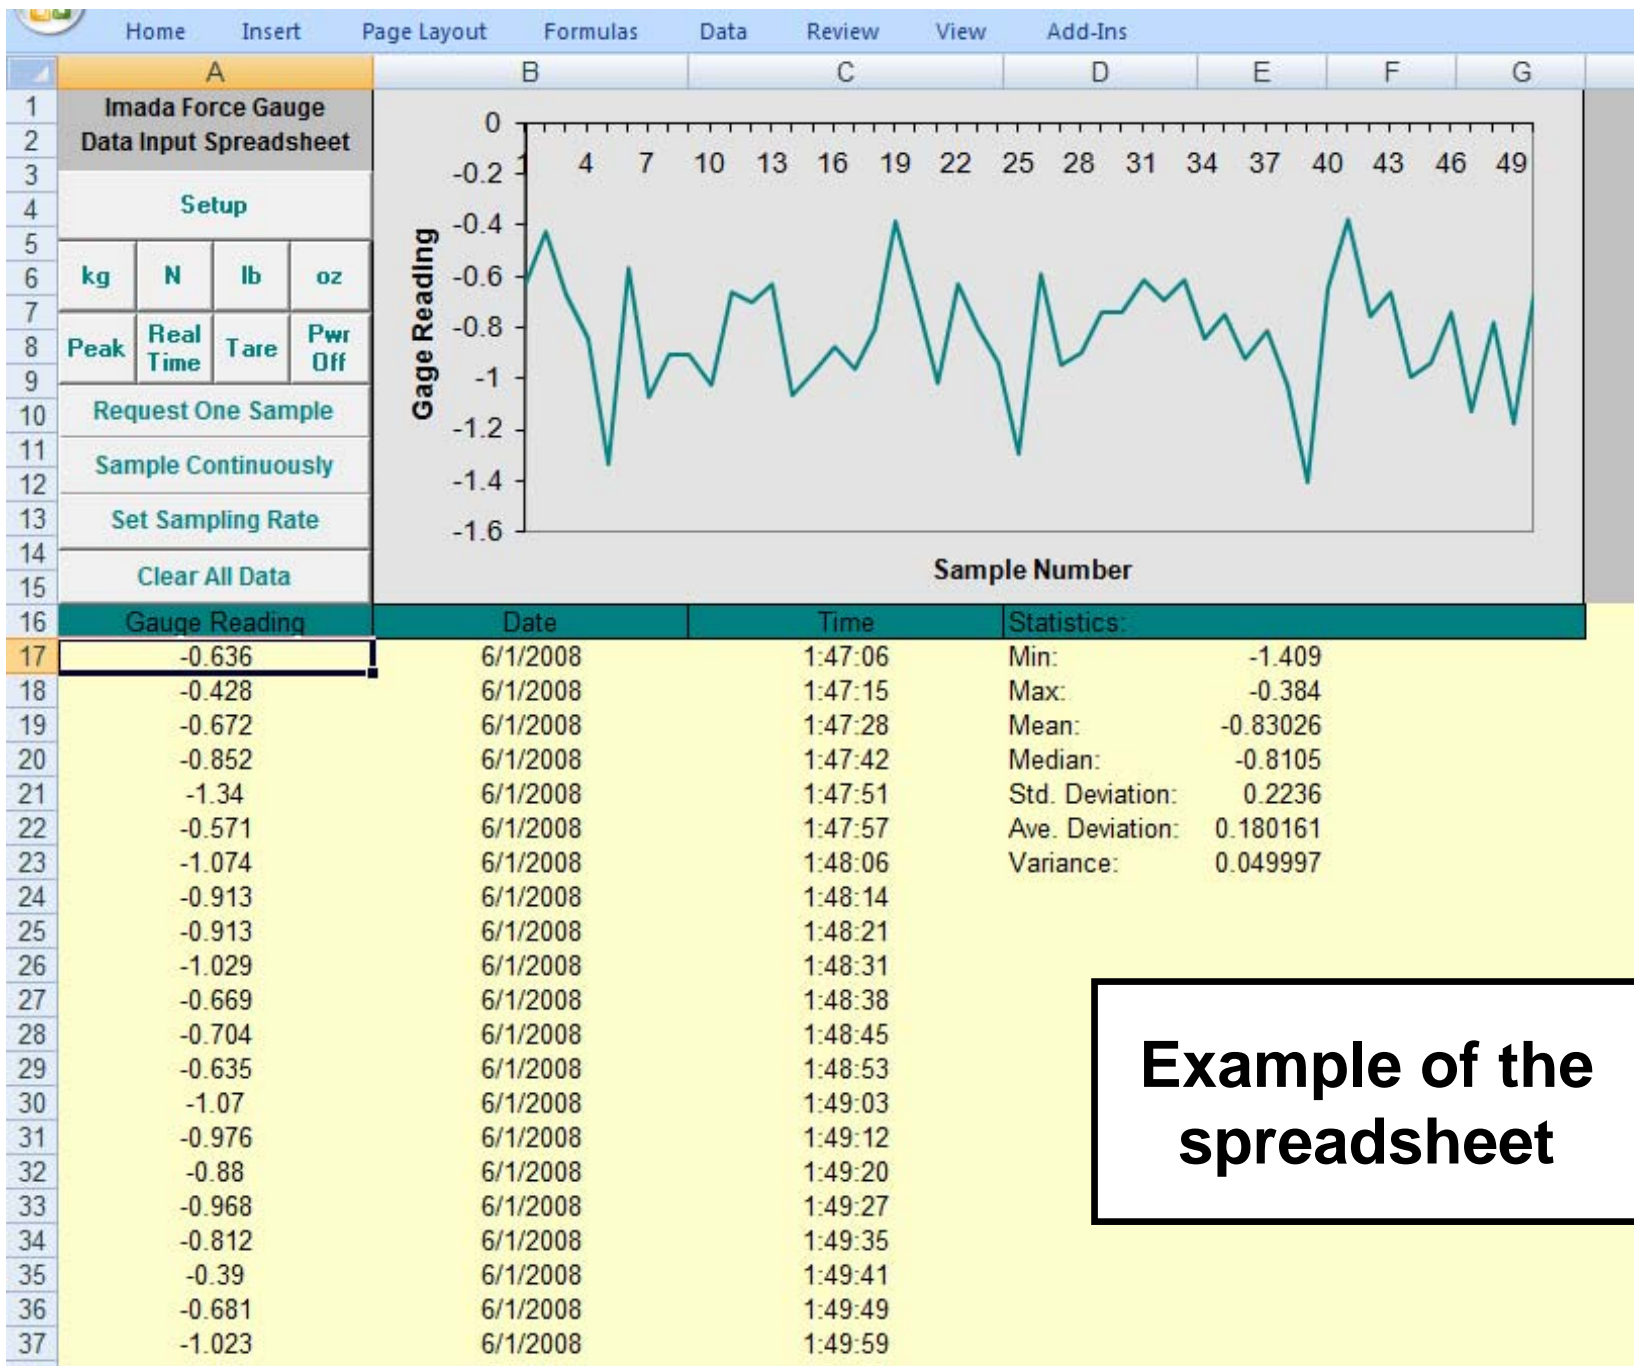 Home Insert Page Layout Formulas Data Review View Add-Ins
A B C D E F G
1 Imada Force Gauge
2 Data Input Spreadsheet
3
4 Setup
5
6 kg N lb oz
7
8 Peak Real Time Tare Pwr Off
9
10 Request One Sample
11 Sample Continuously
12
13 Set Sampling Rate
14 Clear All Data
15
Gage Reading
0
-0.2
-0.4
-0.6
-0.8
-1
-1.2
-1.4
-1.6
1 4 7 10 13 16 19 22 25 28 31 34 37 40 43 46 49
Sample Number
16 Gauge Reading Date Time Statistics:
17 -0.636 6/1/2008 1:47:06 Min: -1.409
18 -0.428 6/1/2008 1:47:15 Max: -0.384
19 -0.672 6/1/2008 1:47:28 Mean: -0.83026
20 -0.852 6/1/2008 1:47:42 Median: -0.8105
21 -1.34 6/1/2008 1:47:51 Std. Deviation: 0.2236
22 -0.571 6/1/2008 1:47:57 Ave. Deviation: 0.180161
23 -1.074 6/1/2008 1:48:06 Variance: 0.049997
24 -0.913 6/1/2008 1:48:14
25 -0.913 6/1/2008 1:48:21
26 -1.029 6/1/2008 1:48:31
27 -0.669 6/1/2008 1:48:38
28 -0.704 6/1/2008 1:48:45
29 -0.635 6/1/2008 1:48:53
30 -1.07 6/1/2008 1:49:03
31 -0.976 6/1/2008 1:49:12
32 -0.88 6/1/2008 1:49:20
33 -0.968 6/1/2008 1:49:27
34 -0.812 6/1/2008 1:49:35
35 -0.39 6/1/2008 1:49:41
36 -0.681 6/1/2008 1:49:49
37 -1.023 6/1/2008 1:49:59
Example of the
spreadsheet